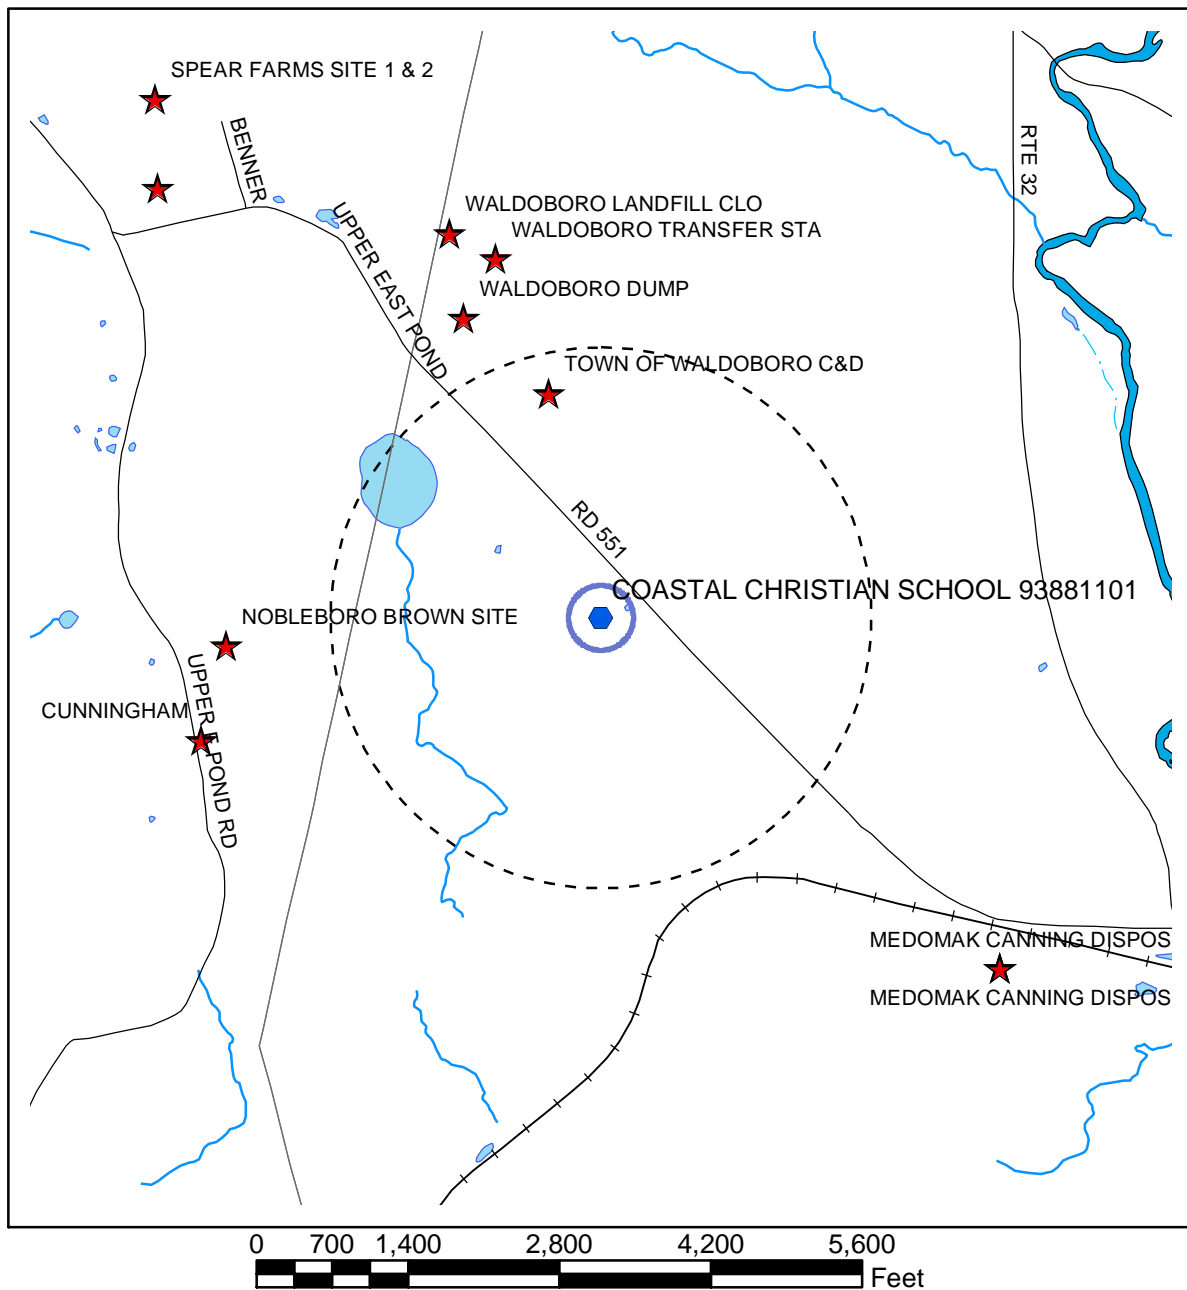 SPEAR FARMS SITE 1 & 2
BENNER
RTE 32
WALDOBORO LANDFILL CLO
WALDOBORO TRANSFER STA
UPPER EAST POND
WALDOBORO DUMP
TOWN OF WALDOBORO C&D
RD 551
COASTAL CHRISTIAN SCHOOL 93881101
NOBLEBORO BROWN SITE
CUNNINGHAM
UPPER E POND RD
MEDOMAK CANNING DISPOS
MEDOMAK CANNING DISPOS
0 700 1,400 2,800 4,200 5,600
Feet